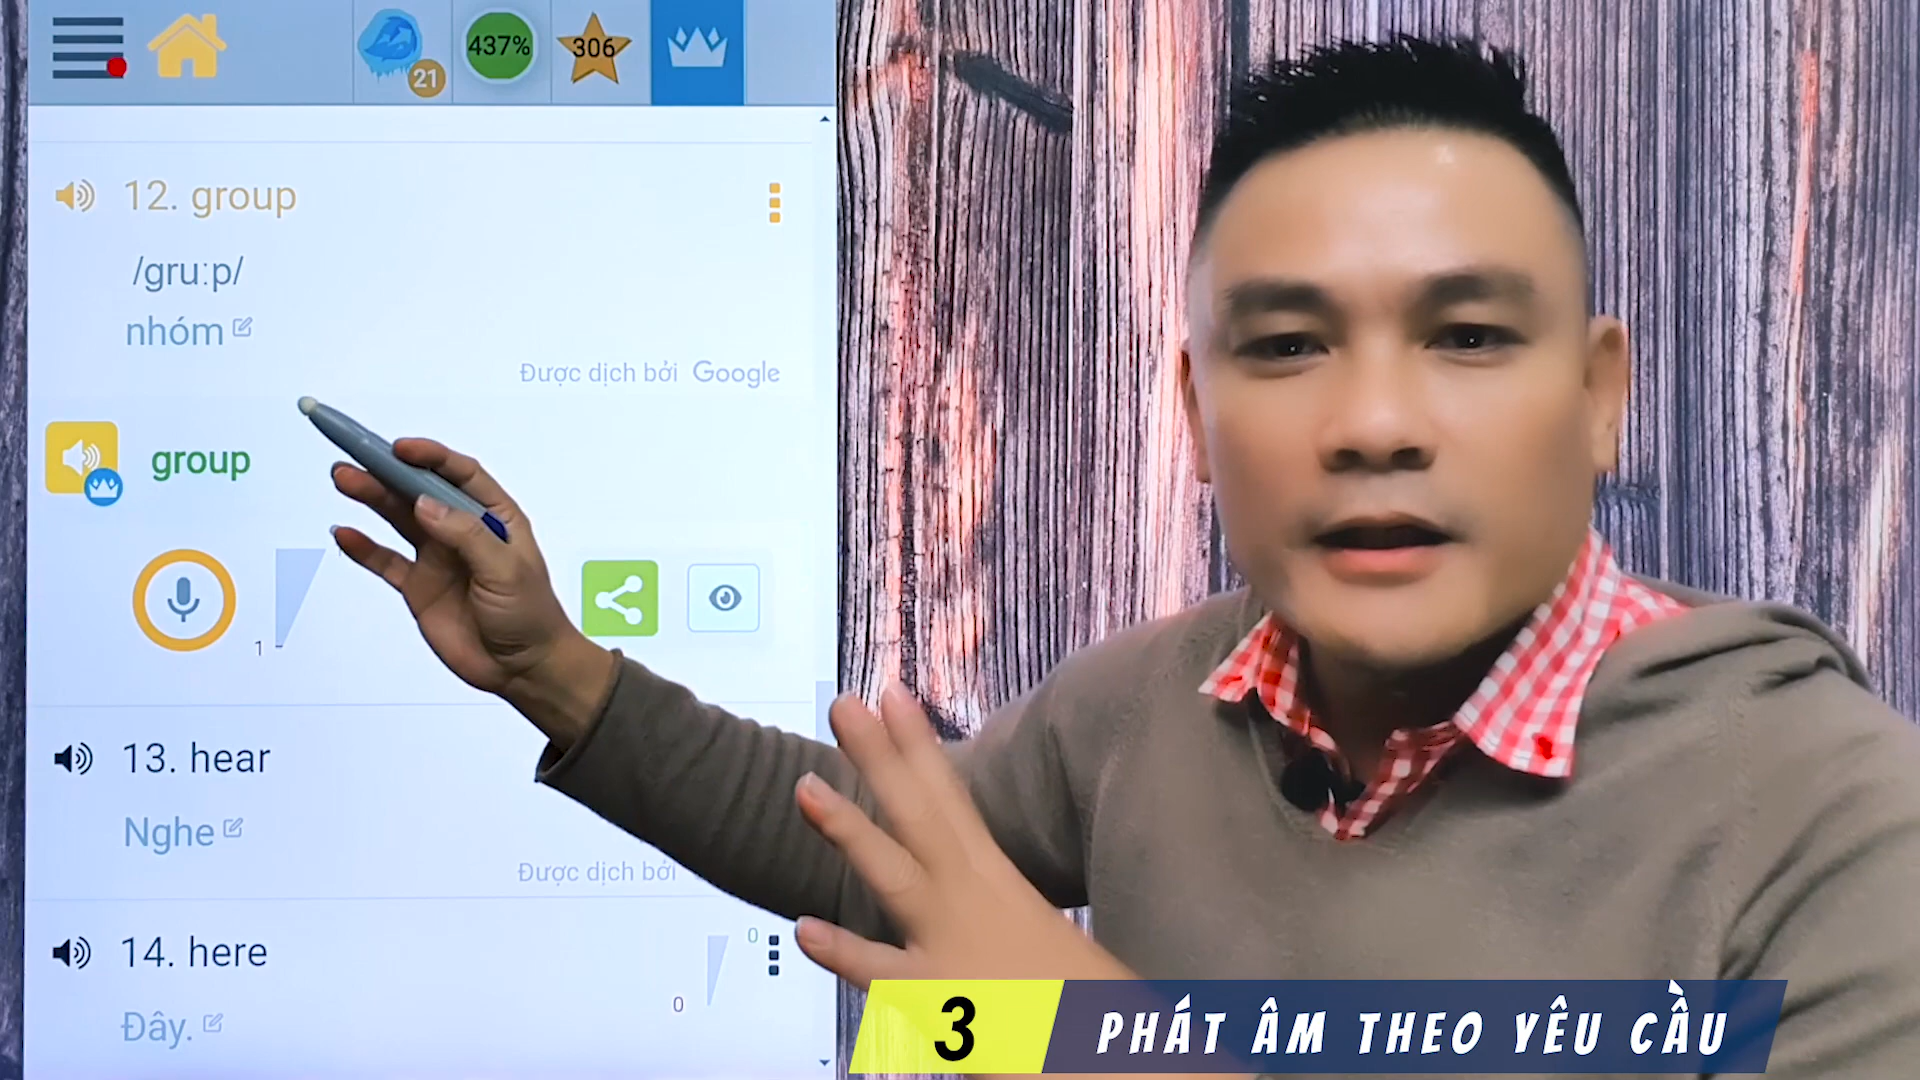 21
437%
306
12. group
/gruːp/
nhóm
Được dịch bởi Google
group
1
13. hear
Nghe
Được dịch bởi
14. here
0
0
Đây.
3 PHÁT ÂM THEO YÊU CẦU